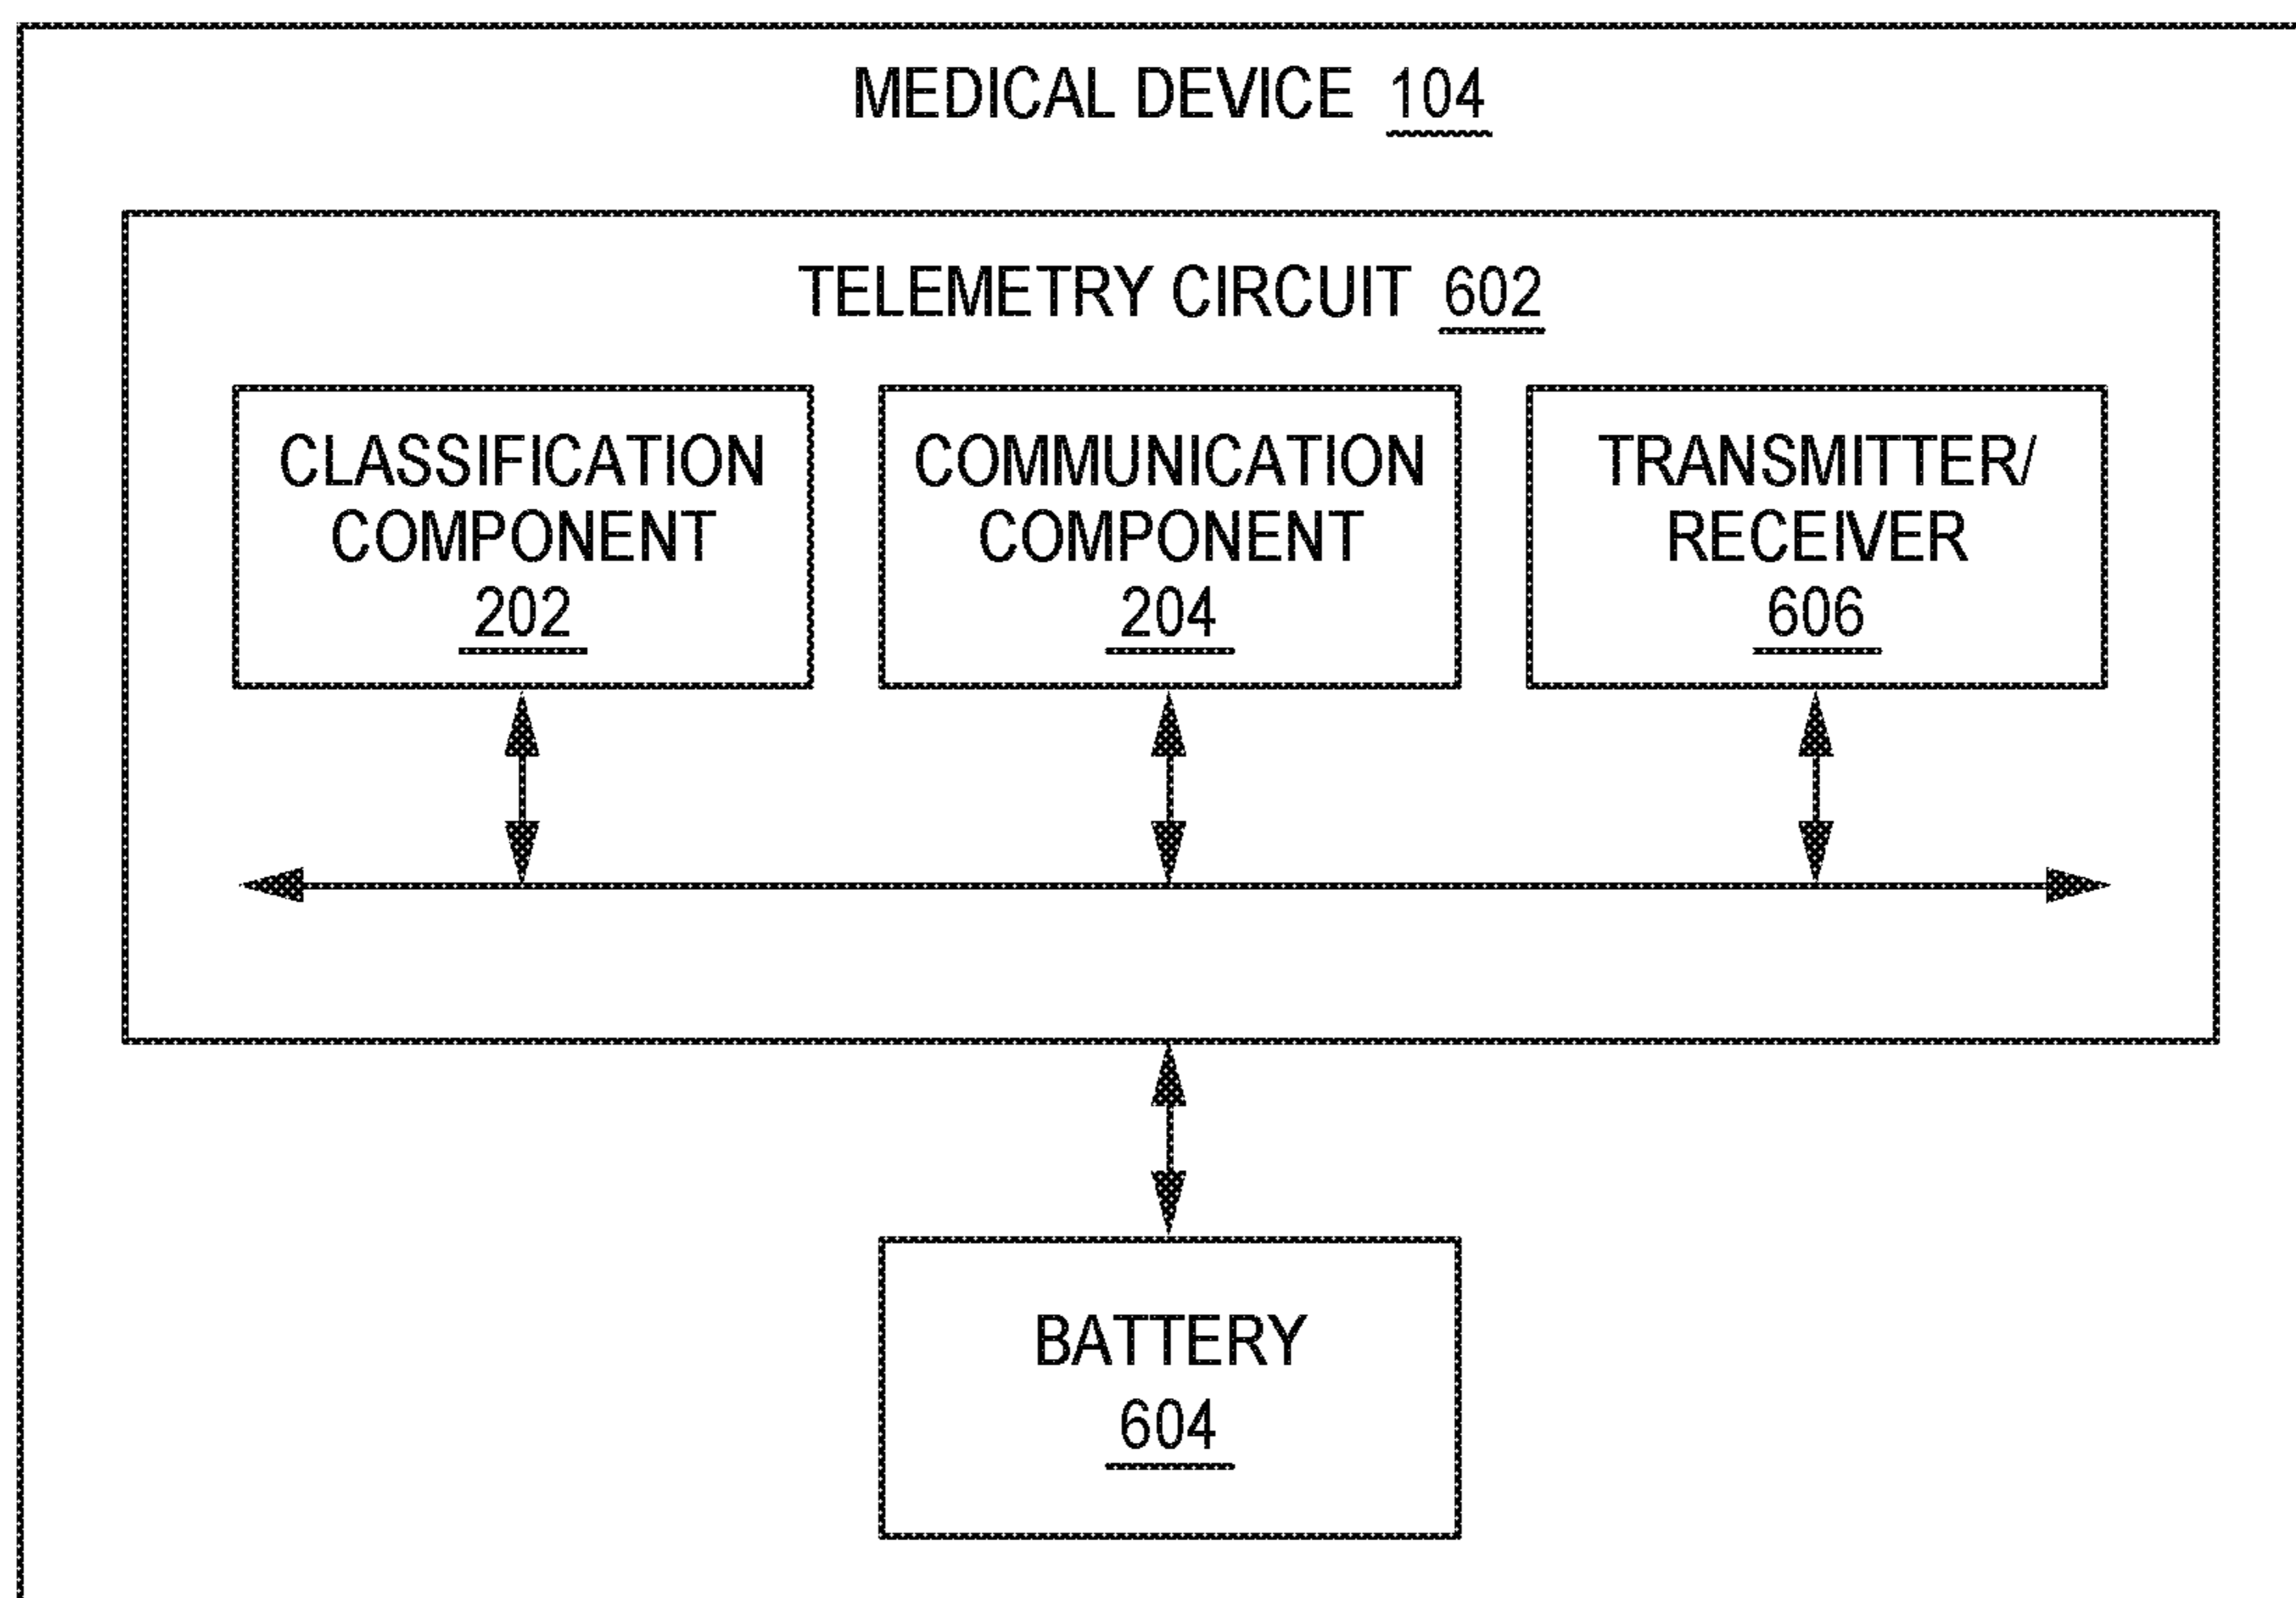 MEDICAL DEVICE 104
TELEMETRY CIRCUIT 602
CLASSIFICATION
COMPONENT
202
COMMUNICATION
COMPONENT
204
TRANSMITTER/
RECEIVER
606
BATTERY
604